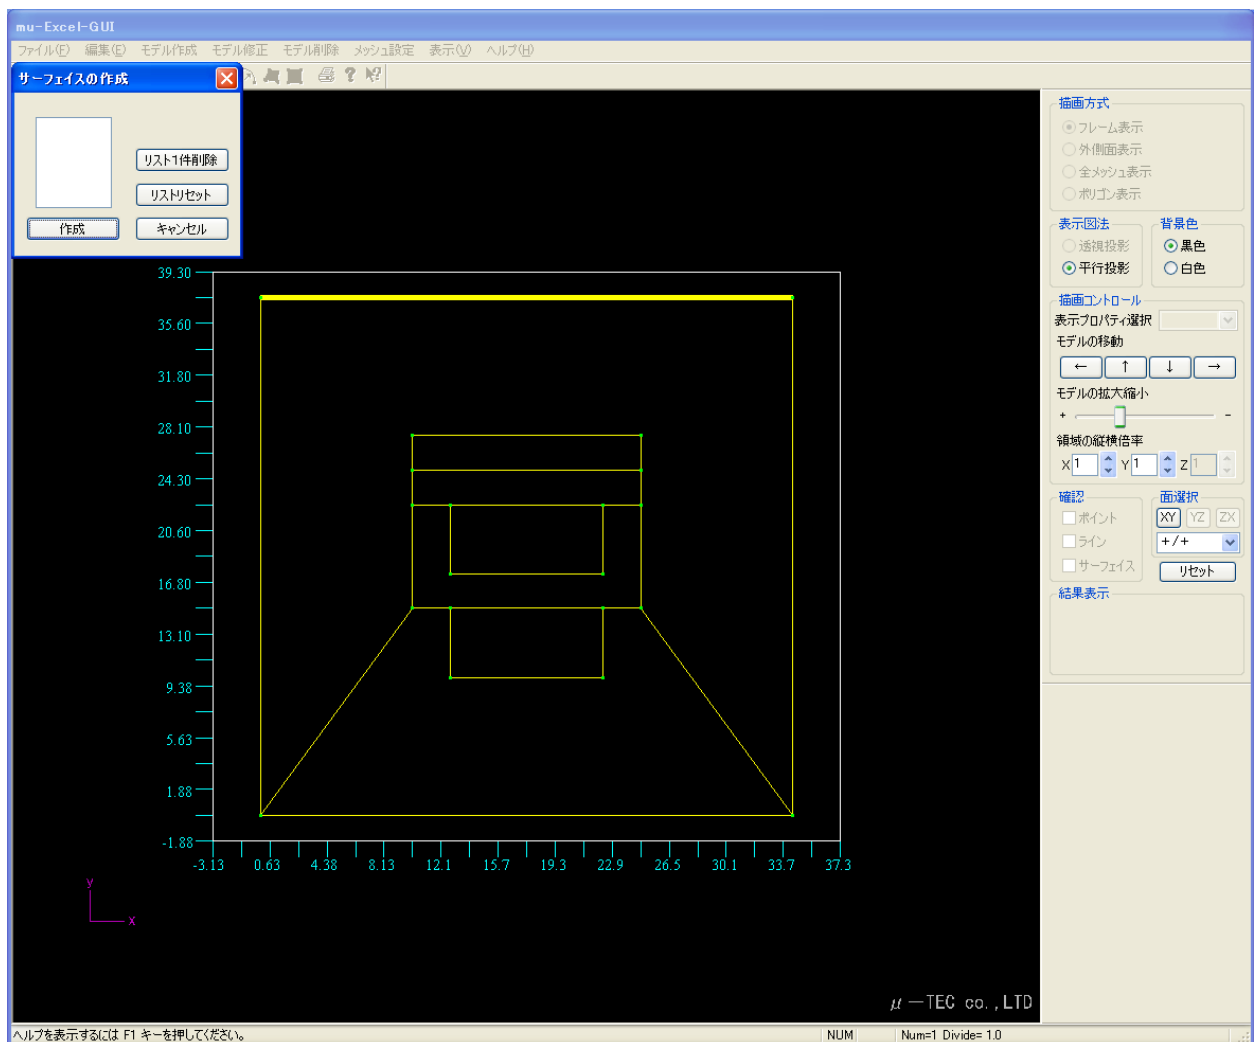 mu-Excel-GUI
ファイル(F) 編集(E) モデル作成 モデル修正 モデル削除 メッシュ設定 表示(V) ヘルプ(H)
サーフェイスの作成
リスト1件削除
リストリセット
作成 キャンセル
描画方式
フレーム表示
外側面表示
全メッシュ表示
ポリゴン表示
表示図法 背景色
透視投影 黒色
平行投影 白色
描画コントロール
表示プロパティ選択
モデルの移動
← ↑ ↓ →
モデルの拡大縮小
+ -
領域の縦横倍率
X 1 Y 1 Z 1
確認 面選択
ポイント XY YZ ZX
ライン +/+
サーフェイス リセット
結果表示
39.30
35.60
31.80
28.10
24.30
20.60
16.80
13.10
9.38
5.63
1.88
-1.88
-3.13 0.63 4.38 8.13 12.1 15.7 19.3 22.9 26.5 30.1 33.7 37.3
y
x
μ-TEC co.,LTD
ヘルプを表示するには F1 キーを押してください。 NUM Num=1 Divide= 1.0